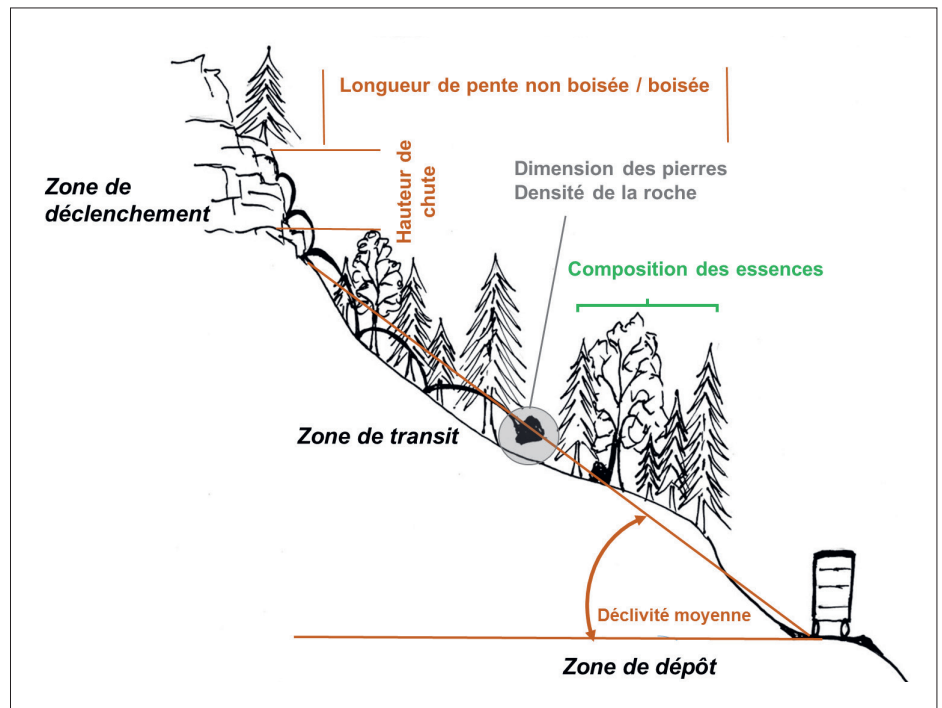 Longueur de pente non boisée / boisée
Hauteur de
chute
Dimension des pierres
Densité de la roche
Zone de
déclenchement
Composition des essences
Zone de transit
Déclivité moyenne
Zone de dépôt